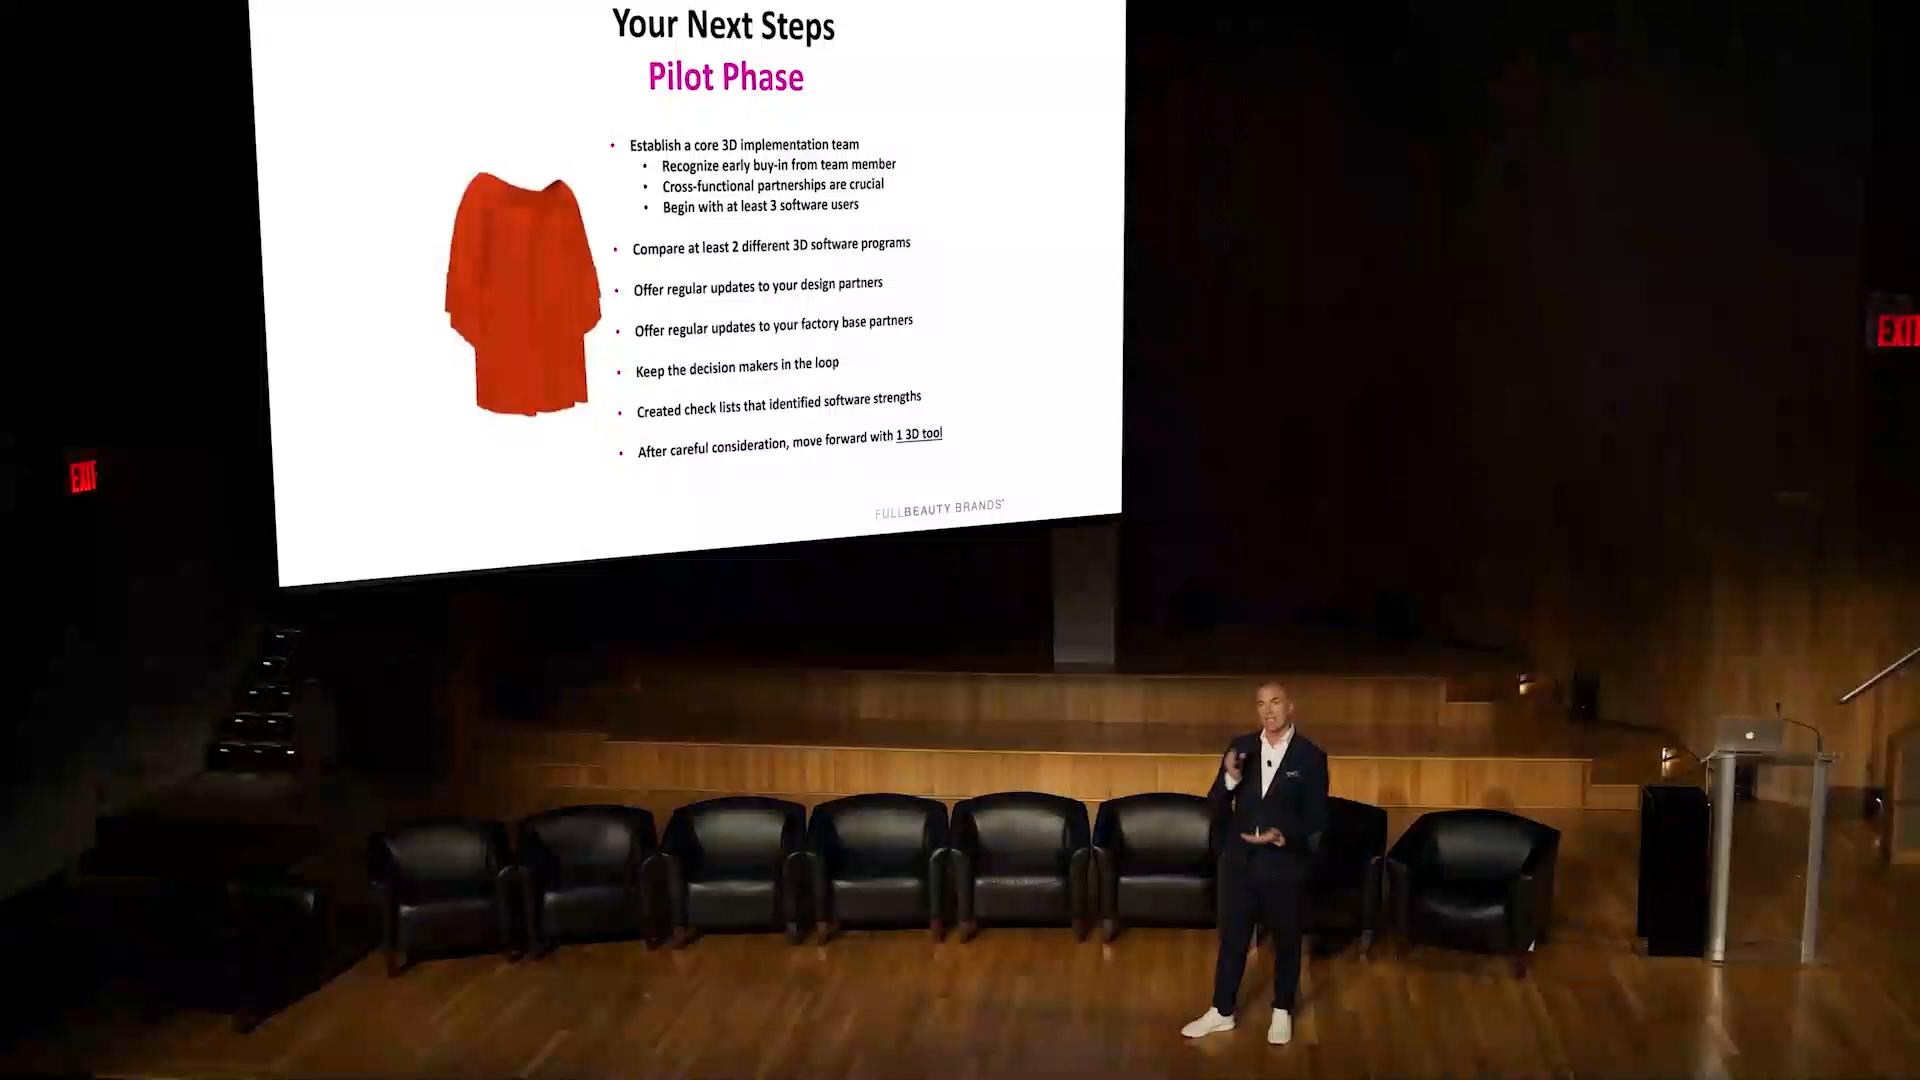 Your Next Steps
Pilot Phase
• Establish a core 3D implementation team
• Recognize early buy-in from team member
• Cross-functional partnerships are crucial
• Begin with at least 3 software users
• Compare at least 2 different 3D software programs
• Offer regular updates to your design partners
• Offer regular updates to your factory base partners
• Keep the decision makers in the loop
• Created check lists that identified software strengths
• After careful consideration, move forward with 1 3D tool
FULLBEAUTY BRANDS
EXIT
EXIT